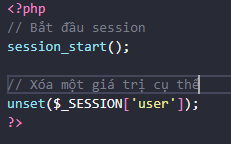 <?php
// Bắt đầu session
session_start();
// Xóa một giá trị cụ thể
unset($_SESSION['user']);
?>